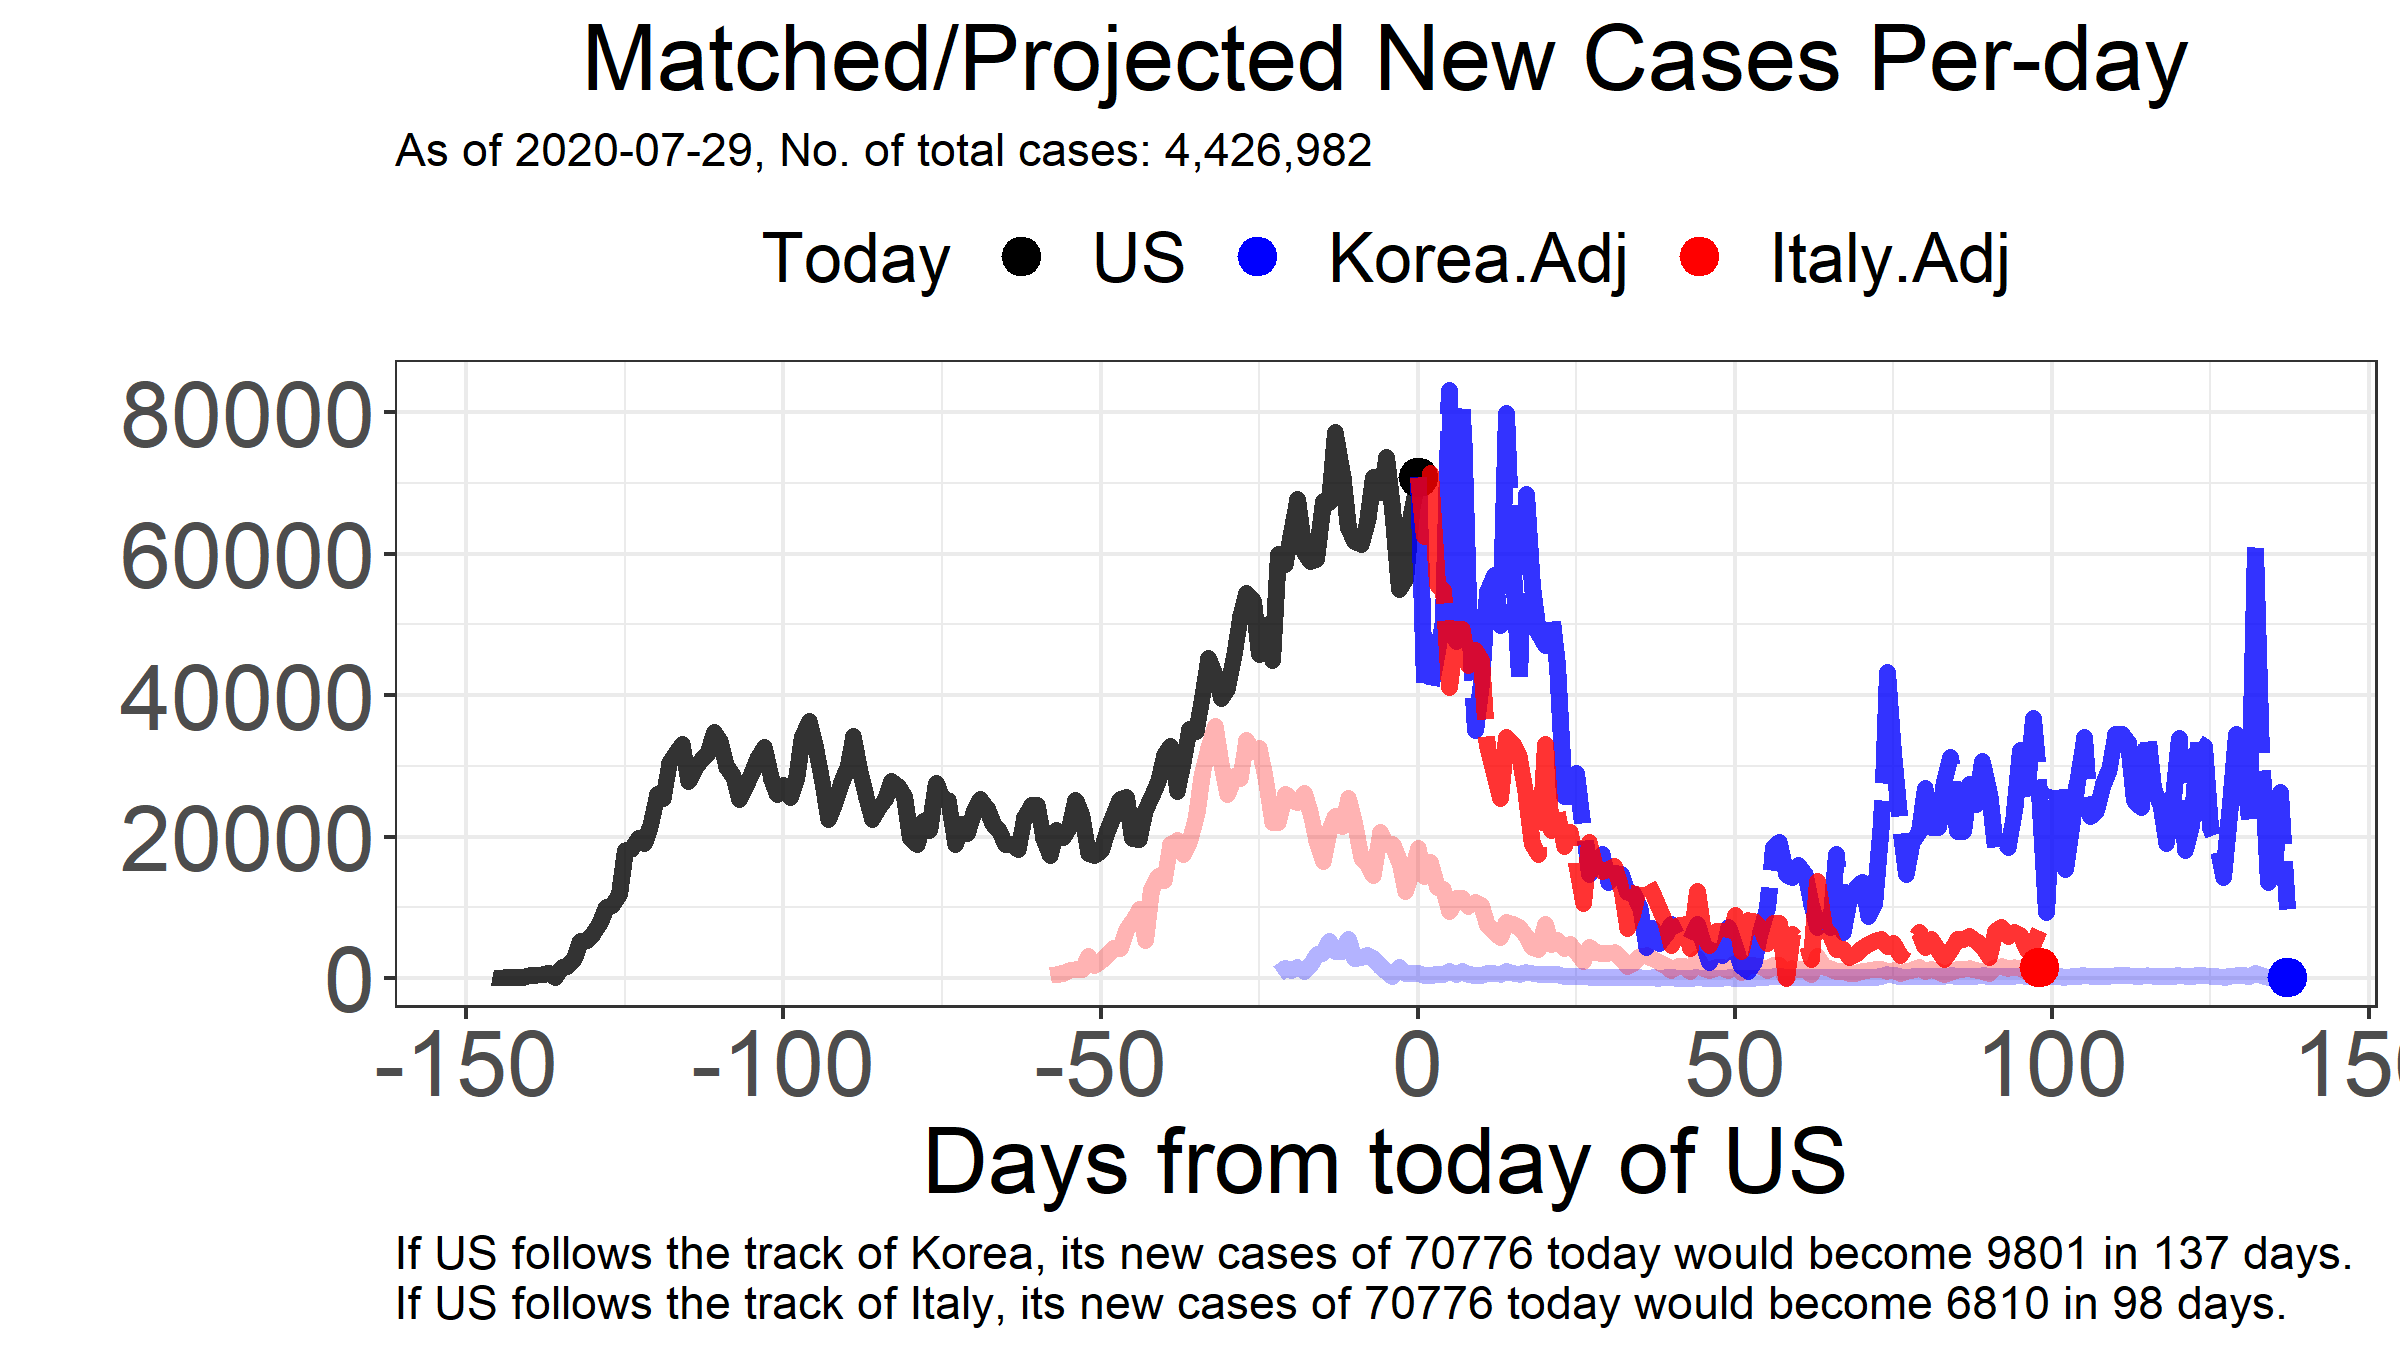 Matched/Projected New Cases Per-day
As of 2020-07-29, No. of total cases: 4,426,982
Today US Korea.Adj Italy.Adj
80000
60000
40000
20000
0
-150 -100 -50 0 50 100 150
Days from today of US
If US follows the track of Korea, its new cases of 70776 today would become 9801 in 137 days.
If US follows the track of Italy, its new cases of 70776 today would become 6810 in 98 days.